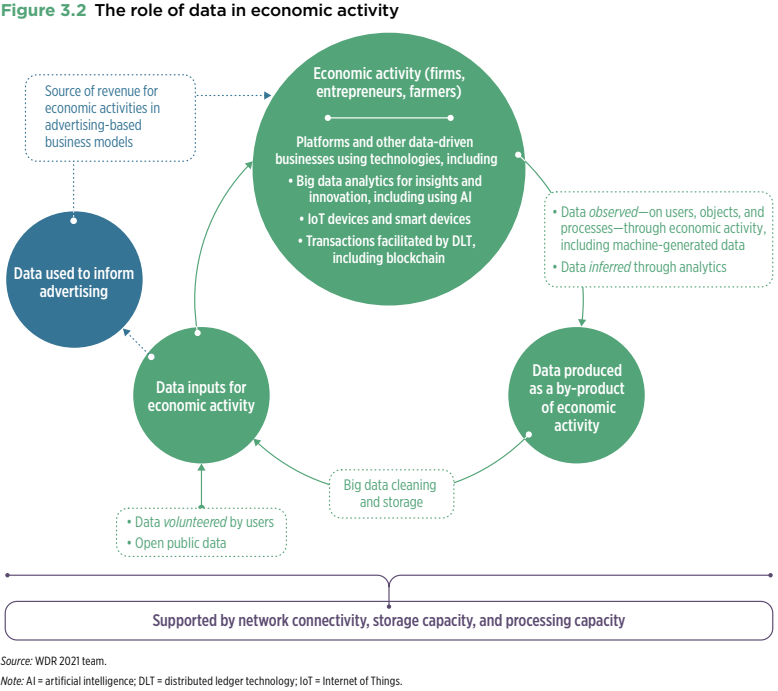 Figure 3.2 The role of data in economic activity
Source of revenue for
economic activities in
advertising-based
business models
Economic activity (firms,
entrepreneurs, farmers)
Platforms and other data-driven
businesses using technologies, including
• Big data analytics for insights and
innovation, including using AI
• IoT devices and smart devices
• Transactions facilitated by DLT,
including blockchain
• Data observed—on users, objects, and
processes—through economic activity,
including machine-generated data
• Data inferred through analytics
Data used to inform
advertising
Data inputs for
economic activity
Data produced
as a by-product
of economic
activity
Big data cleaning
and storage
• Data volunteered by users
• Open public data
Supported by network connectivity, storage capacity, and processing capacity
Source: WDR 2021 team.
Note: AI = artificial intelligence; DLT = distributed ledger technology; IoT = Internet of Things.